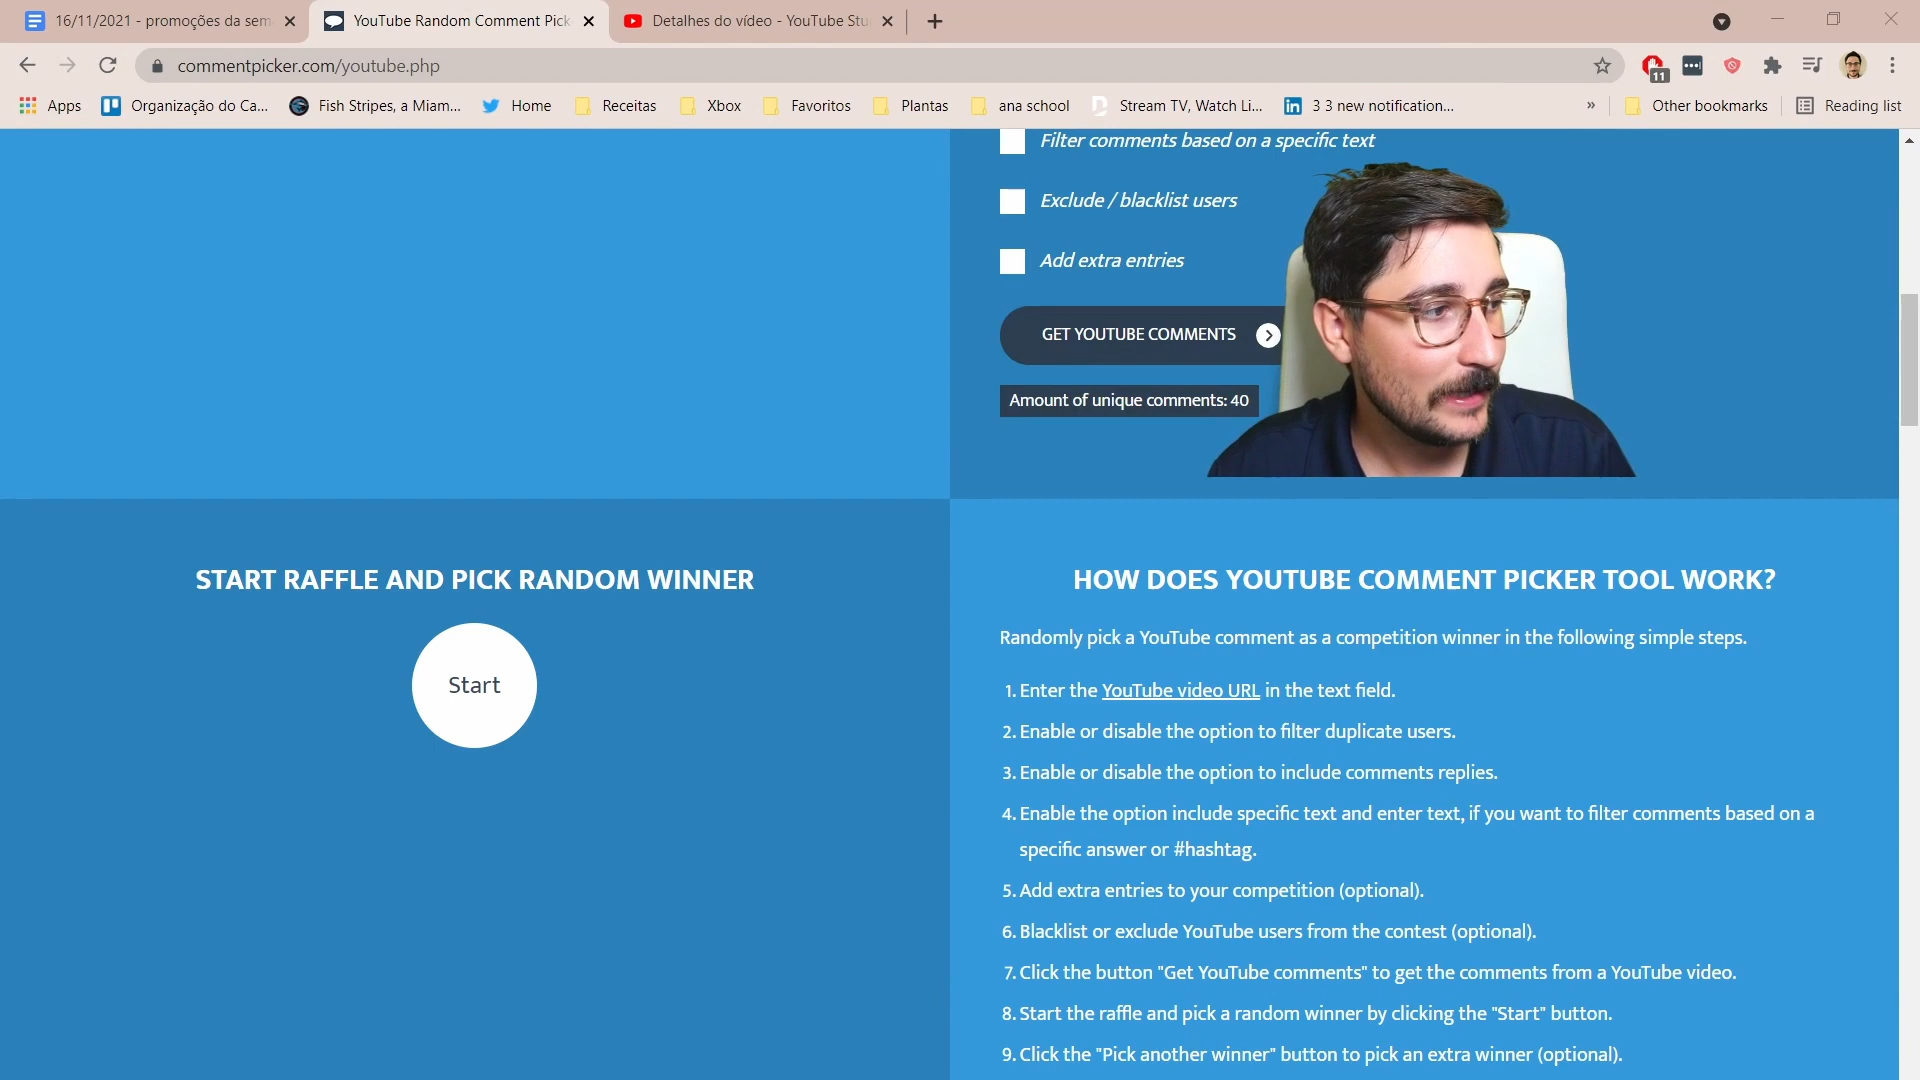 16/11/2021 - promoções da sem
YouTube Random Comment Pick
Detalhes do vídeo - YouTube Stu
commentpicker.com/youtube.php
11
Apps
Organização do Ca...
Fish Stripes, a Miam...
Home
Receitas
Xbox
Favoritos
Plantas
ana school
Stream TV, Watch Li...
3 3 new notification...
»
Other bookmarks
Reading list
Filter comments based on a specific text
Exclude / blacklist users
Add extra entries
GET YOUTUBE COMMENTS
Amount of unique comments: 40
START RAFFLE AND PICK RANDOM WINNER
Start
HOW DOES YOUTUBE COMMENT PICKER TOOL WORK?
Randomly pick a YouTube comment as a competition winner in the following simple steps.
1. Enter the YouTube video URL in the text field.
2. Enable or disable the option to filter duplicate users.
3. Enable or disable the option to include comments replies.
4. Enable the option include specific text and enter text, if you want to filter comments based on a
specific answer or #hashtag.
5. Add extra entries to your competition (optional).
6. Blacklist or exclude YouTube users from the contest (optional).
7. Click the button "Get YouTube comments" to get the comments from a YouTube video.
8. Start the raffle and pick a random winner by clicking the "Start" button.
9. Click the "Pick another winner" button to pick an extra winner (optional).